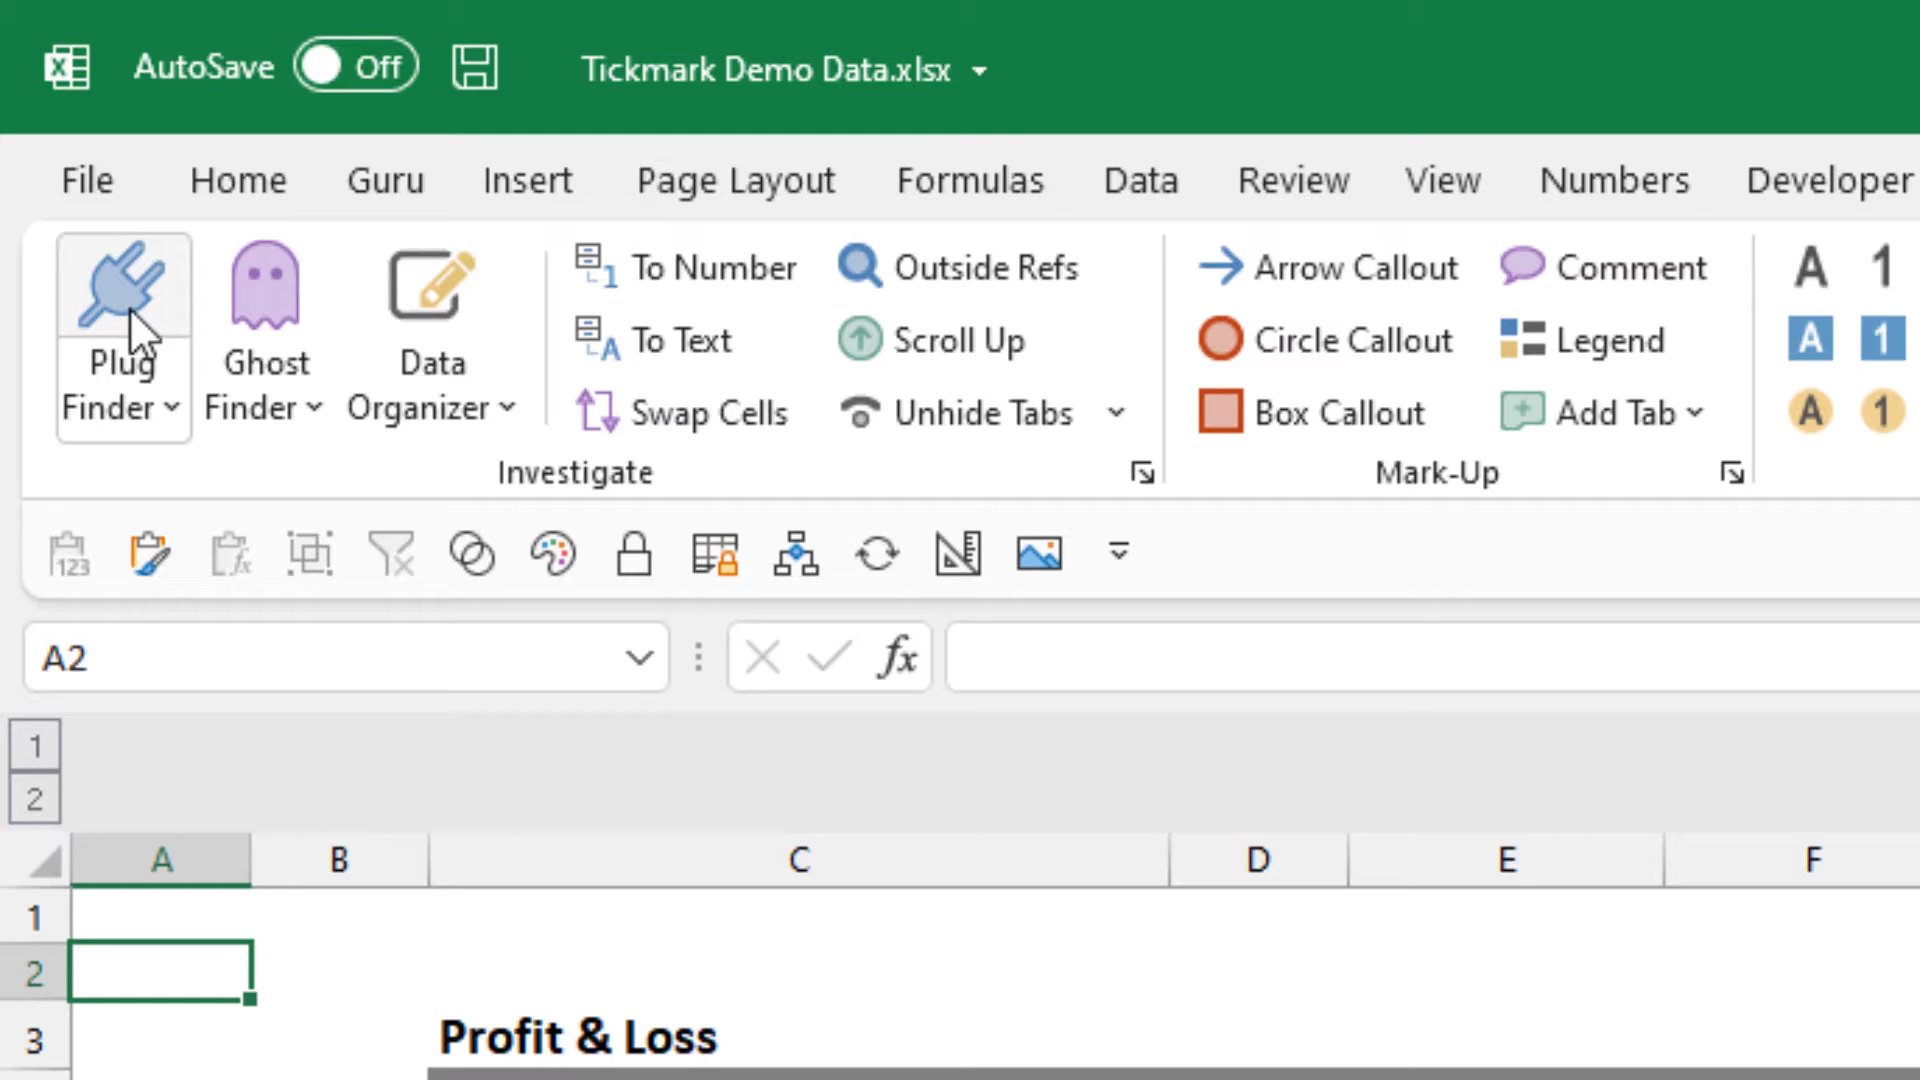 AutoSave Off Tickmark Demo Data.xlsx
File Home Guru Insert Page Layout Formulas Data Review View Numbers Developer
Plug Finder
Ghost Finder
Data Organizer
To Number
To Text
Swap Cells
Outside Refs
Scroll Up
Unhide Tabs
Investigate
Arrow Callout
Circle Callout
Box Callout
Comment
Legend
Add Tab
Mark-Up
A 1
A 1
A 1
123 fx
A2 fx
1
2
A B C D E F
1
2
3 Profit & Loss